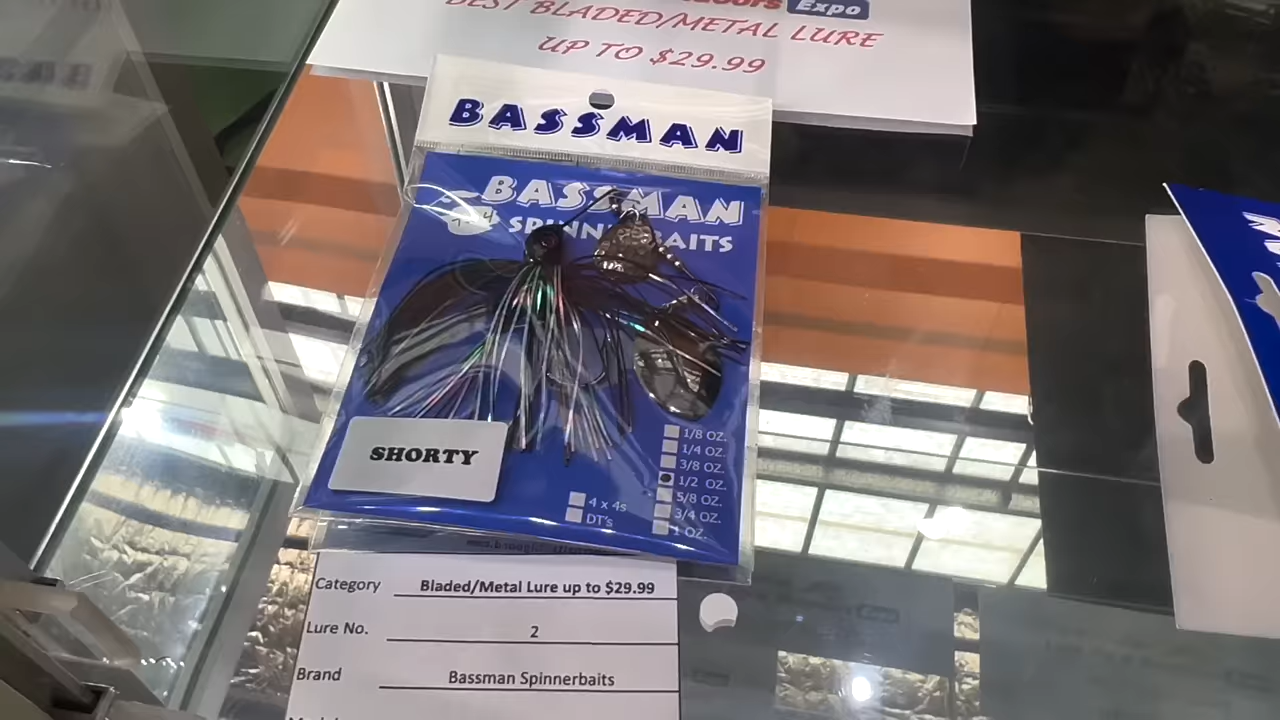 Expo
BEST BLADED/METAL LURE
UP TO $29.99
BASSMAN
BASSMAN
SPINNERBAITS
SHORTY
1/8 OZ.
1/4 OZ.
3/8 OZ.
1/2 OZ.
5/8 OZ.
3/4 OZ.
1 OZ.
4 x 4s
DT's
Category Bladed/Metal Lure up to $29.99
Lure No. 2
Brand Bassman Spinnerbaits